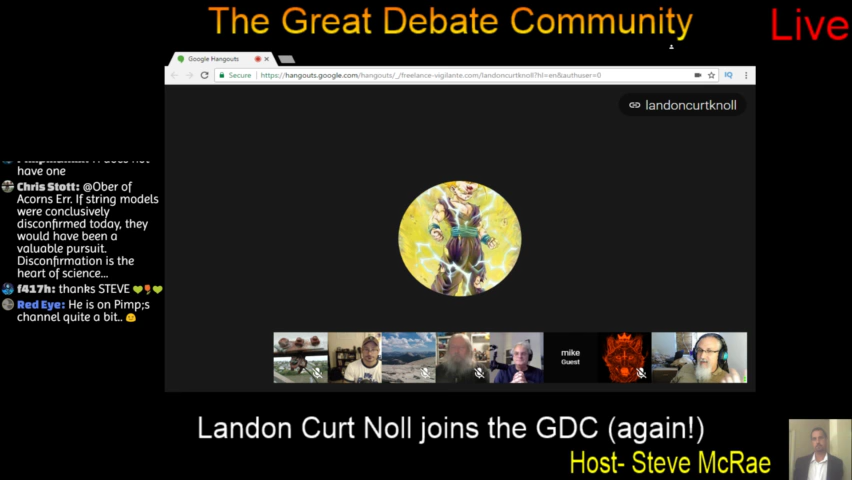 The Great Debate Community
Live
Google Hangouts
Secure
https://hangouts.google.com/hangouts/_/freelance-vigilante.com/landoncurtknoll?hl=en&authuser=0
landoncurtknoll
have one
Chris Stott: @Ober of
Acorns Err. If string models
were conclusively
disconfirmed today, they
would have been a
valuable pursuit.
Disconfirmation is the
heart of science...
f417h: thanks STEVE
Red Eye: He is on Pimp;s
channel quite a bit..
mike
Guest
Landon Curt Noll joins the GDC (again!)
Host- Steve McRae